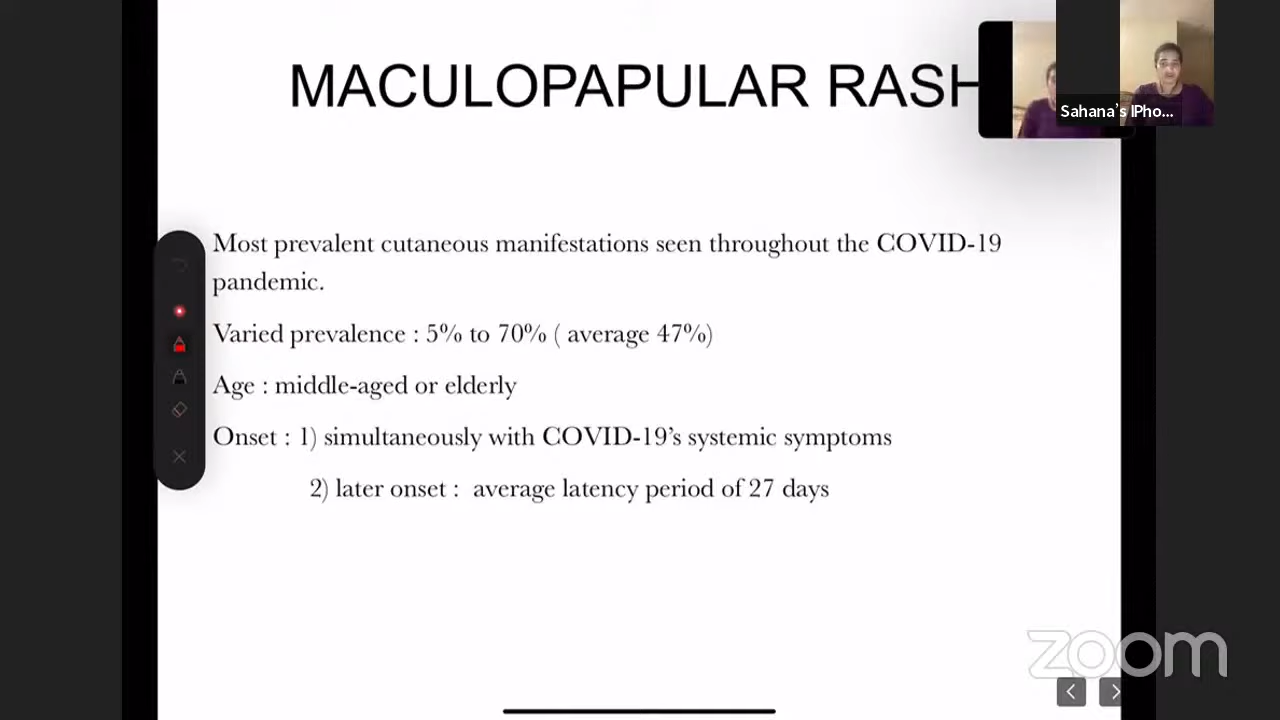 MACULOPAPULAR RASH
Sahana's IPho...
Most prevalent cutaneous manifestations seen throughout the COVID-19
pandemic.
Varied prevalence : 5% to 70% ( average 47%)
Age : middle-aged or elderly
Onset : 1) simultaneously with COVID-19’s systemic symptoms
2) later onset : average latency period of 27 days
zoom